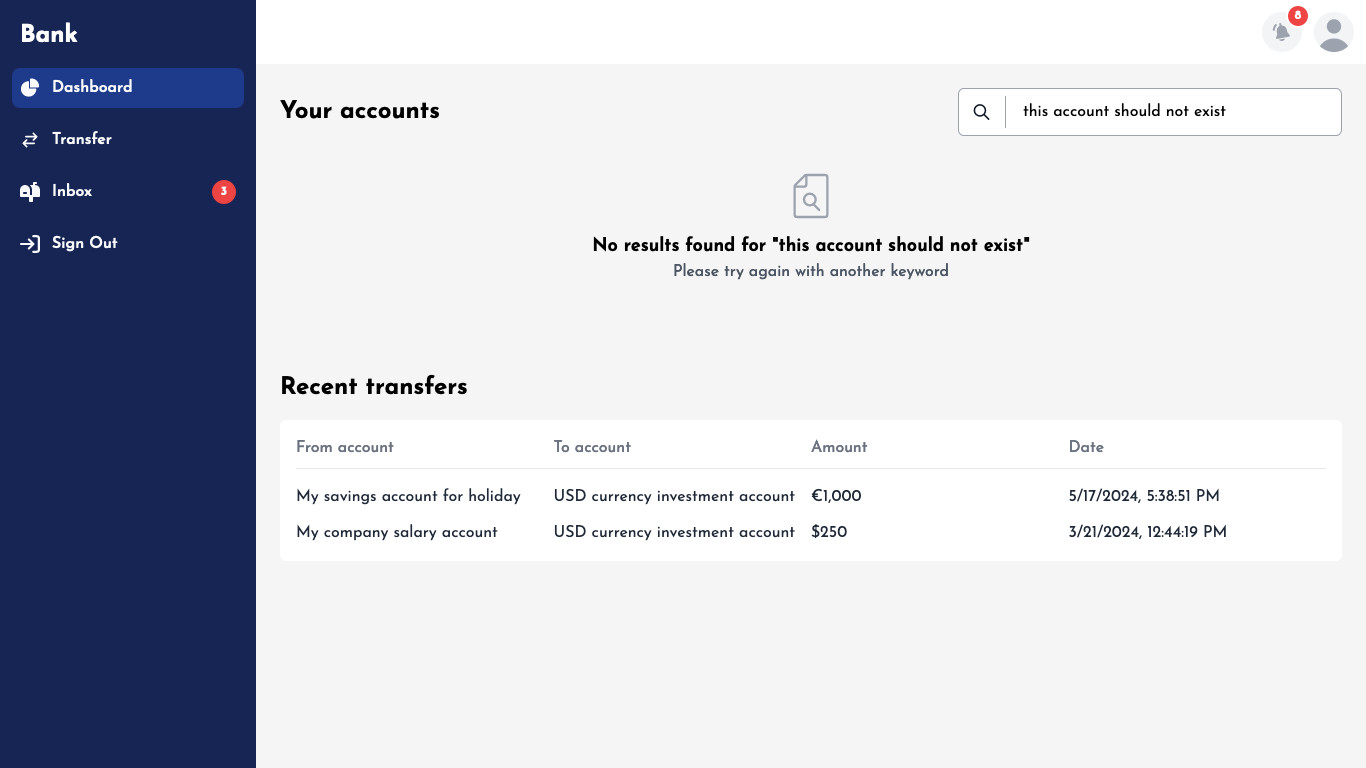 Bank
Dashboard
Transfer
Inbox 3
Sign Out
8
Your accounts
this account should not exist
No results found for "this account should not exist"
Please try again with another keyword
Recent transfers
From account To account Amount Date
My savings account for holiday USD currency investment account €1,000 5/17/2024, 5:38:51 PM
My company salary account USD currency investment account $250 3/21/2024, 12:44:19 PM